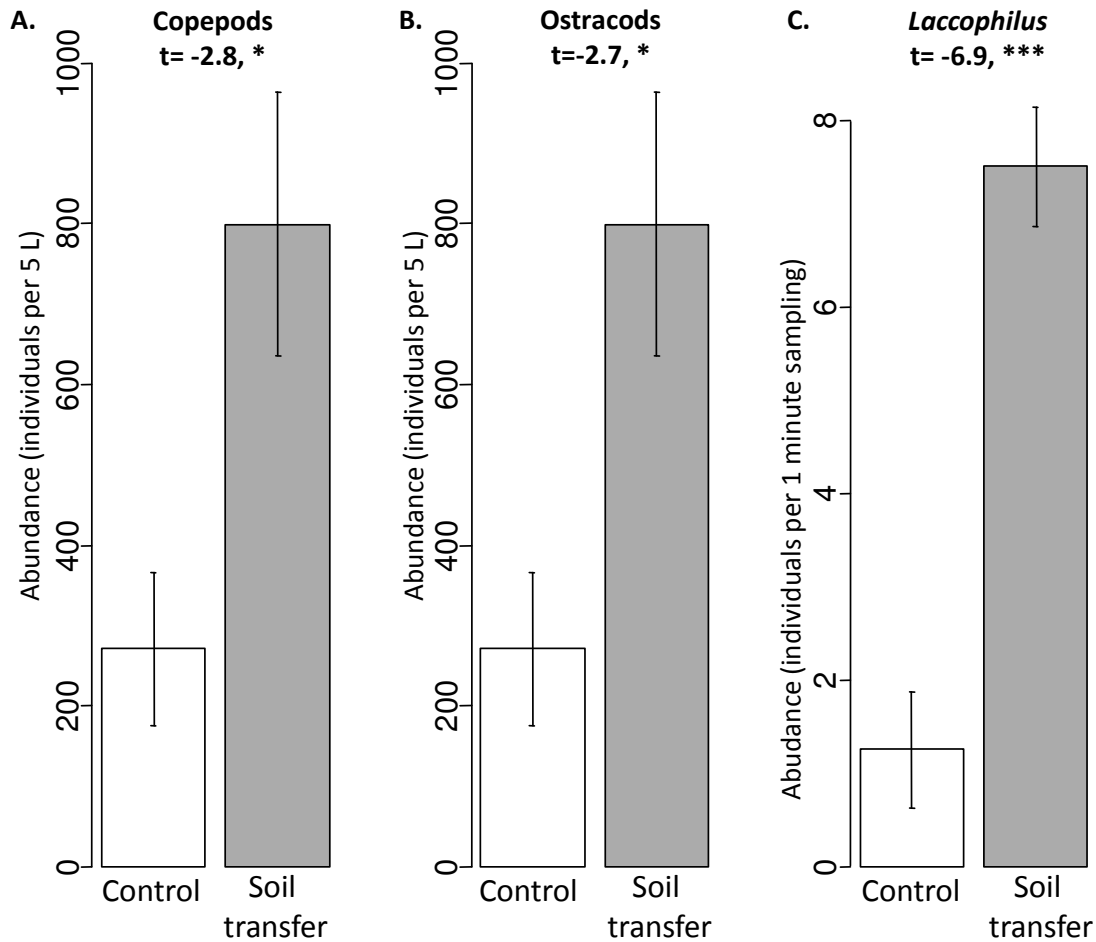 A.
Copepods
t= -2.8, *
Abundance (individuals per 5 L)
1000
800
600
400
200
0
Control
Soil
transfer
B.
Ostracods
t=-2.7, *
Abundance (individuals per 5 L)
1000
800
600
400
200
0
Control
Soil
transfer
C.
Laccophilus
t= -6.9, ***
Abudance (individuals per 1 minute sampling)
8
6
4
2
0
Control
Soil
transfer